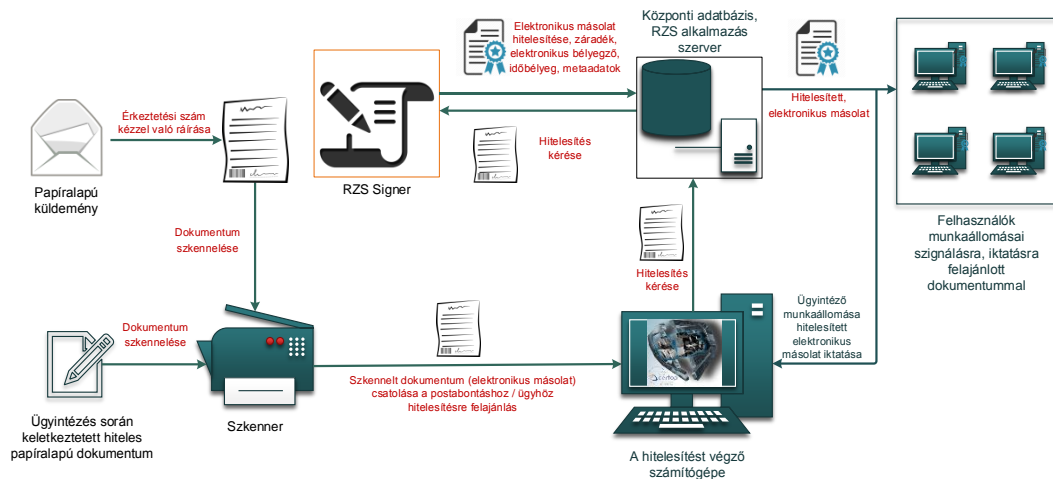 Elektronikus másolat
hitelesítése, záradék,
elektronikus bélyegző,
időbélyeg, metaadatok
Központi adatbázis,
RZS alkalmazás
szerver
Érkeztetési szám
kézzel való ráírása
Hitelesített,
elektronikus másolat
Hitelesítés
kérése
Papíralapú
küldemény
RZS Signer
Felhasználók
munkaállomásai
szignálásra, iktatásra
felajánlott
dokumentummal
Dokumentum
szkennelése
Hitelesítés
kérése
Ügyintéző
munkaállomása
hitelesített
elektronikus
másolat iktatása
Dokumentum
szkennelése
Szkennelt dokumentum (elektronikus másolat)
csatolása a postabontáshoz / ügyhöz
hitelesítésre felajánlás
Ügyintézés során
keletkeztetett hiteles
papíralapú dokumentum
Szkenner
A hitelesítést végző
számítógépe